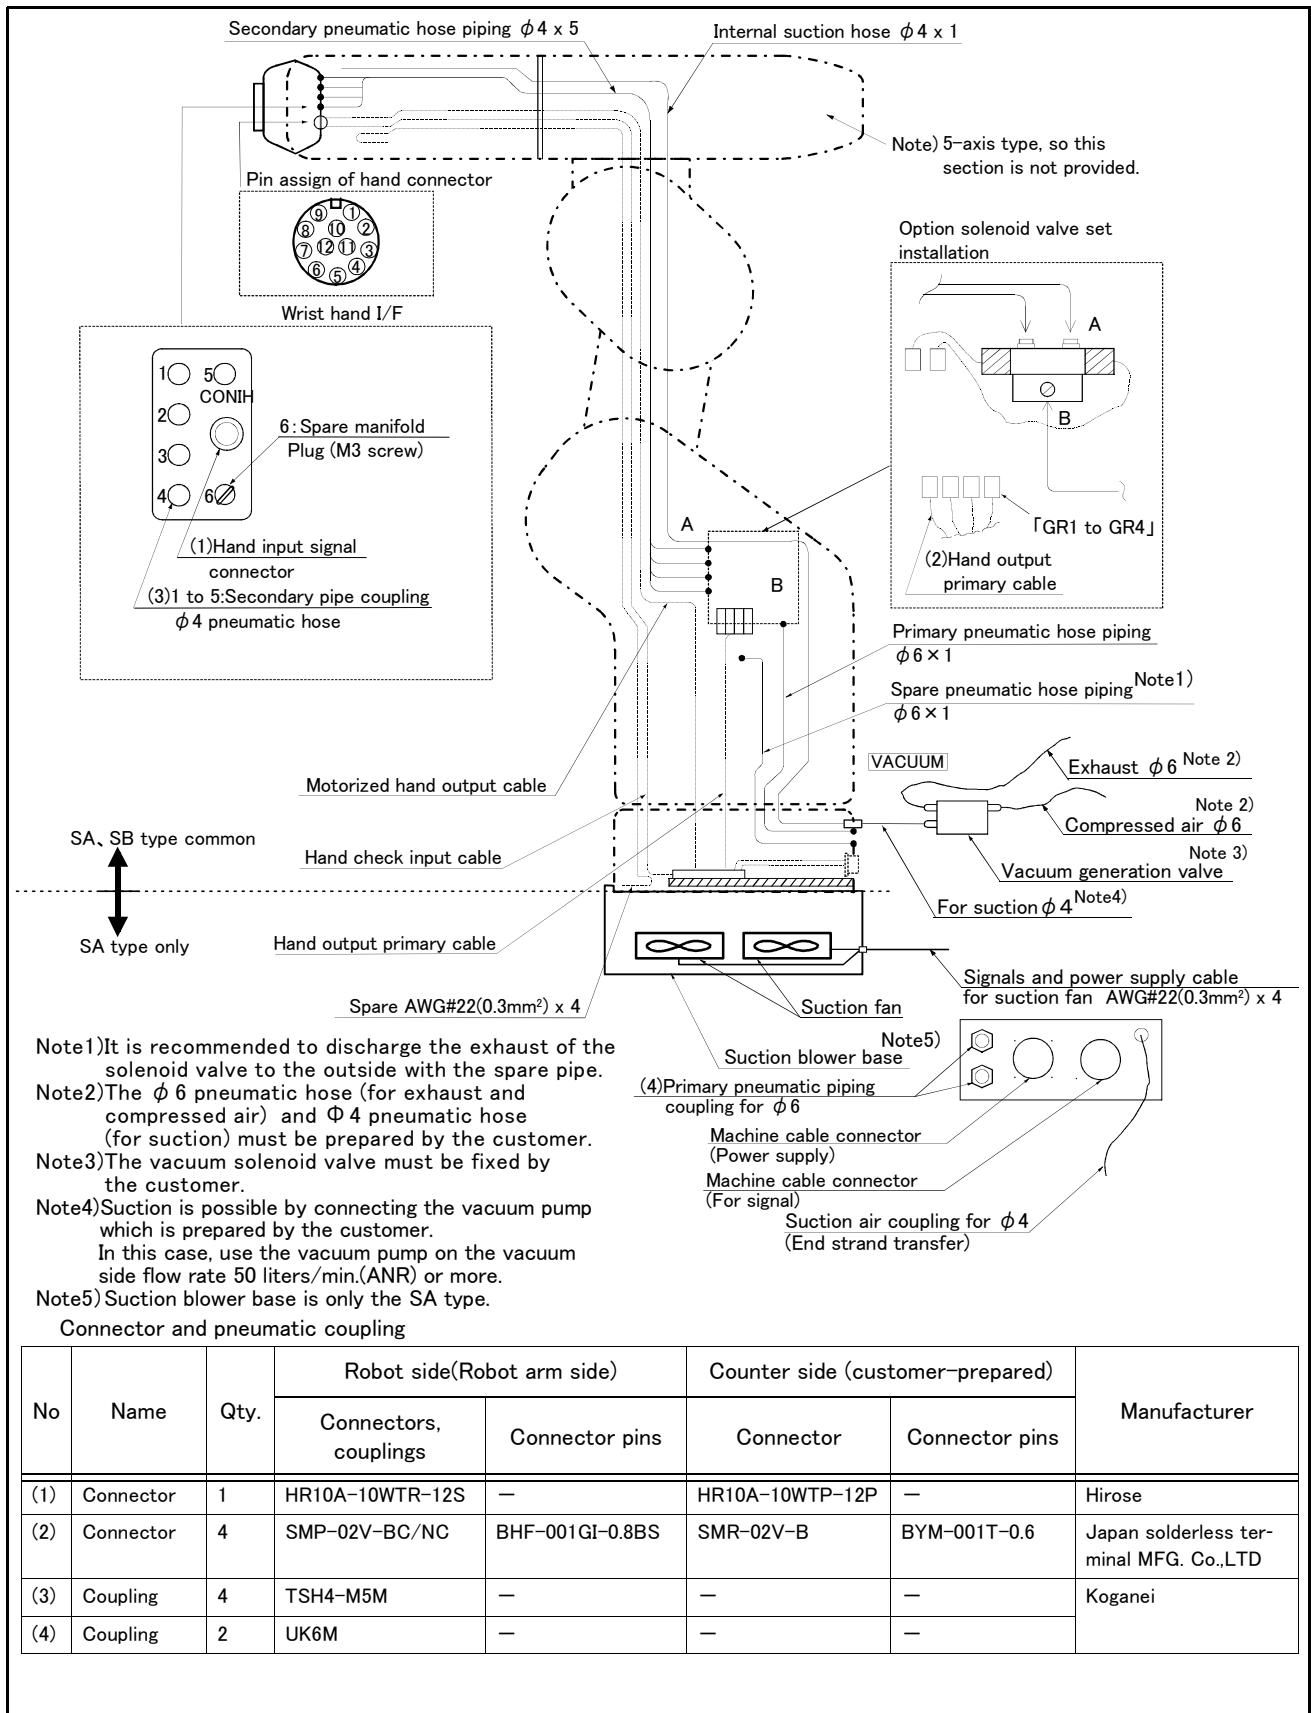 Secondary pneumatic hose piping φ4 x 5
Internal suction hose φ4 x 1
Note) 5-axis type, so this
section is not provided.
Pin assign of hand connector
9 1
8 10 2
7 12 11 3
6 5 4
Wrist hand I/F
Option solenoid valve set
installation
A
B
「GR1 to GR4」
(2)Hand output
primary cable
1 5
CONIH
2
3
4 6
6:Spare manifold
Plug (M3 screw)
(1)Hand input signal
connector
(3)1 to 5:Secondary pipe coupling
φ4 pneumatic hose
A
B
Primary pneumatic hose piping
φ6×1
Spare pneumatic hose piping Note1)
φ6×1
VACUUM
Exhaust φ6 Note 2)
Note 2)
Compressed air φ6
Note 3)
Vacuum generation valve
For suction φ4 Note4)
Motorized hand output cable
Hand check input cable
SA、SB type common
SA type only
Hand output primary cable
Spare AWG#22(0.3mm²) x 4
Suction fan
Signals and power supply cable
for suction fan AWG#22(0.3mm²) x 4
Note5)
Suction blower base
(4)Primary pneumatic piping
coupling for φ6
Machine cable connector
(Power supply)
Machine cable connector
(For signal)
Suction air coupling for φ4
(End strand transfer)
Note1)It is recommended to discharge the exhaust of the
solenoid valve to the outside with the spare pipe.
Note2)The φ 6 pneumatic hose (for exhaust and
compressed air) and Φ4 pneumatic hose
(for suction) must be prepared by the customer.
Note3)The vacuum solenoid valve must be fixed by
the customer.
Note4)Suction is possible by connecting the vacuum pump
which is prepared by the customer.
In this case, use the vacuum pump on the vacuum
side flow rate 50 liters/min.(ANR) or more.
Note5)Suction blower base is only the SA type.
Connector and pneumatic coupling
No Name Qty. Robot side(Robot arm side) Counter side (customer-prepared) Manufacturer
Connectors, couplings Connector pins Connector Connector pins
(1) Connector 1 HR10A-10WTR-12S − HR10A-10WTP-12P − Hirose
(2) Connector 4 SMP-02V-BC/NC BHF-001GI-0.8BS SMR-02V-B BYM-001T-0.6 Japan solderless ter-
minal MFG. Co.,LTD
(3) Coupling 4 TSH4-M5M − − − Koganei
(4) Coupling 2 UK6M − − −